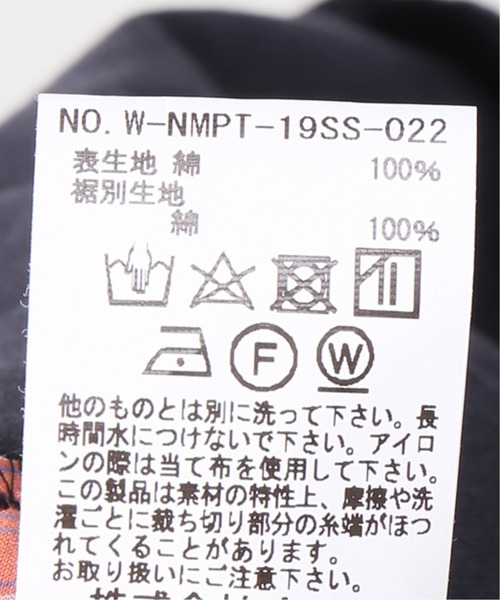 NO. W-NMPT-19SS-022
表生地 綿 100%
裾別生地
綿 100%
F W
他のものとは別に洗って下さい。長
時間水につけないで下さい。アイロ
ンの際は当て布を使用して下さい。
この製品は素材の特性上、摩擦や洗
濯ごとに裁ち切り部分の糸端がほつ
れてくることがあります。
お取り扱いにご注意下さい。